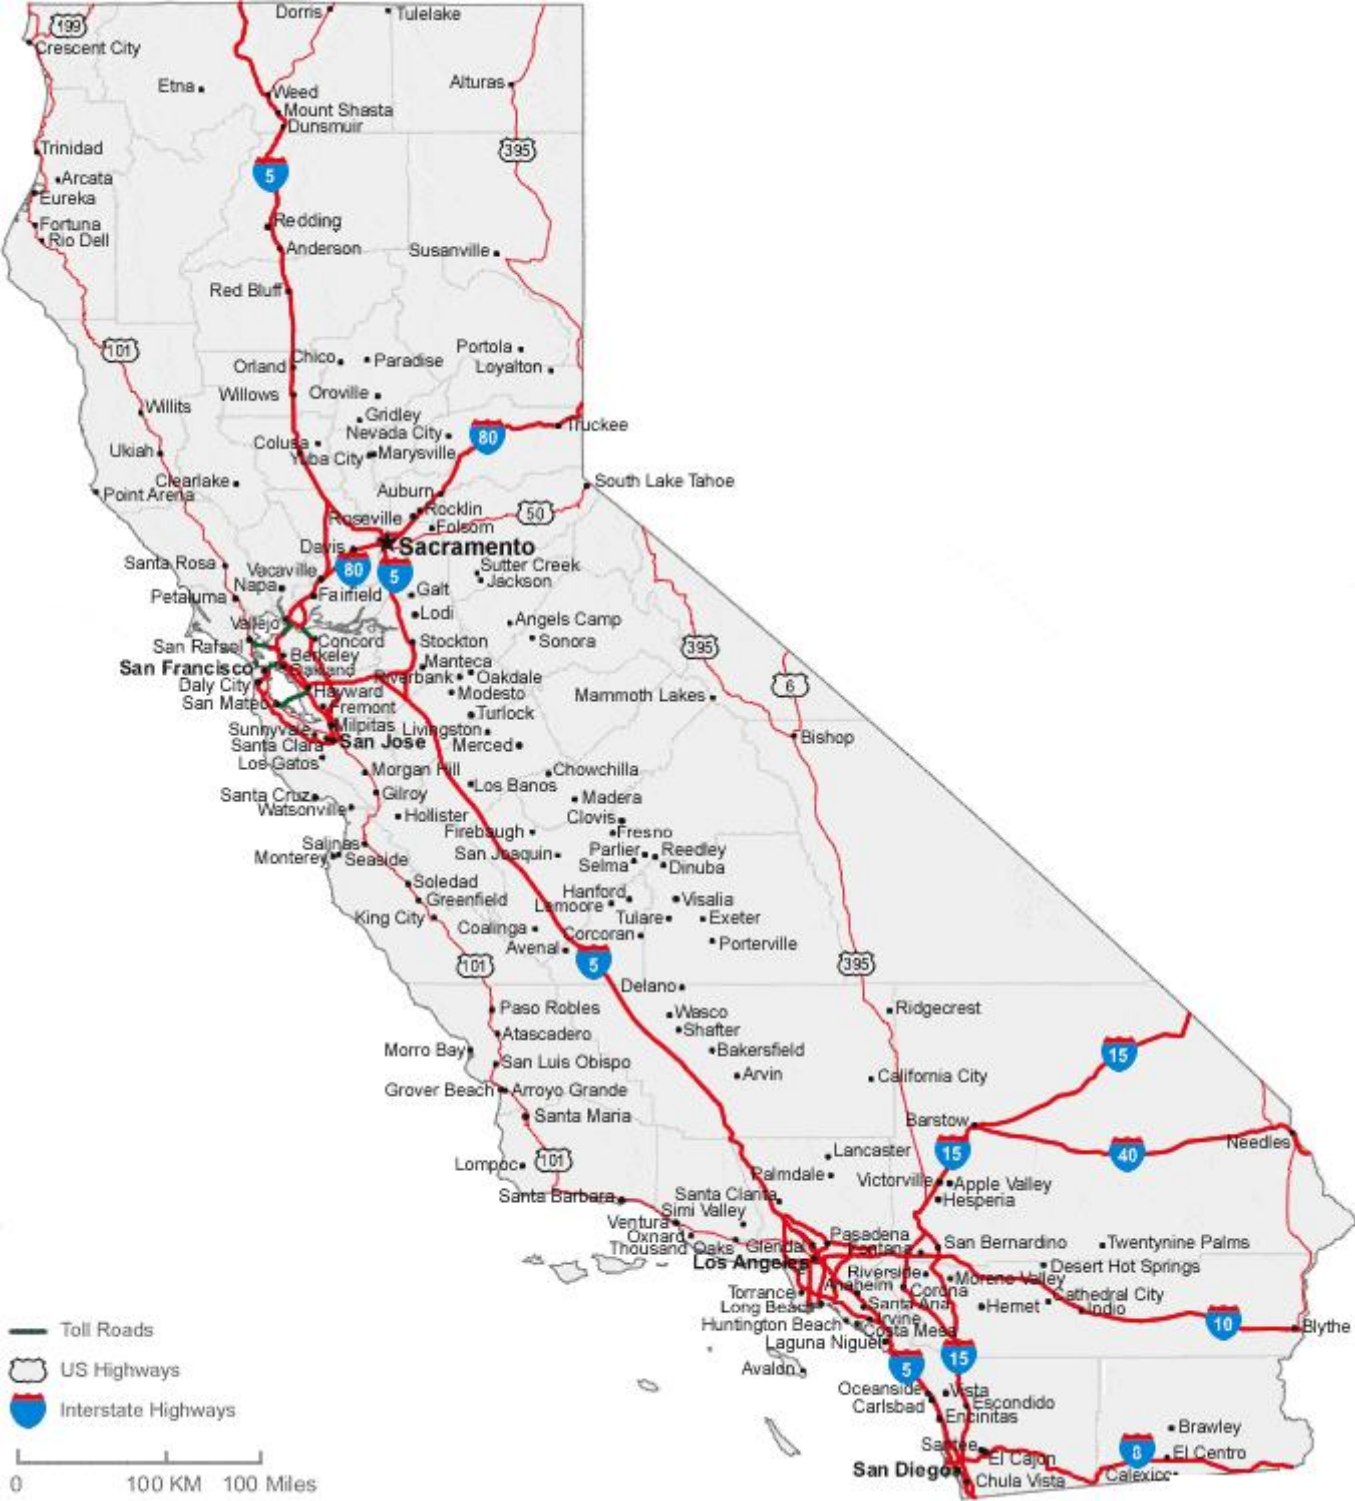 199
Dorris
Tulelake
Crescent City
Etna
Weed
Alturas
Mount Shasta
Dunsmuir
Trinidad
395
5
Arcata
Eureka
Fortuna
Redding
Rio Dell
Anderson
Susanville
Red Bluff
101
Portola
Chico
Paradise
Orland
Loyalton
Willows
Oroville
Willits
Gridley
80
Truckee
Nevada City
Colusa
Ukiah
Yuba City
Marysville
Clearlake
South Lake Tahoe
Point Arena
Auburn
Rocklin
50
Roseville
Folsom
Davis
Sacramento
Santa Rosa
Vacaville
80
5
Sutter Creek
Jackson
Napa
Galt
Petaluma
Fairfield
Lodi
Vallejo
Angels Camp
San Rafael
Concord
Stockton
Sonora
395
Berkeley
San Francisco
Oakland
Manteca
Riverbank
Oakdale
Daly City
Hayward
Modesto
6
San Mateo
Fremont
Mammoth Lakes
Turlock
Milpitas
Sunnyvale
Livingston
Santa Clara
San Jose
Merced
Bishop
Los Gatos
Morgan Hill
Chowchilla
Los Banos
Santa Cruz
Gilroy
Madera
Watsonville
Hollister
Clovis
Firebaugh
Fresno
Salinas
Monterey
Seaside
San Joaquin
Parlier
Reedley
Selma
Dinuba
Soledad
Greenfield
Hanford
Visalia
Lemoore
King City
Tulare
Exeter
Coalinga
Corcoran
Avenal
Porterville
101
5
395
Delano
Paso Robles
Wasco
Ridgecrest
Shafter
Atascadero
Morro Bay
Bakersfield
15
San Luis Obispo
Arvin
California City
Grover Beach
Arroyo Grande
Santa Maria
Barstow
15
40
Needles
Lompoc
101
Lancaster
Palmdale
Victorville
Apple Valley
Santa Barbara
Santa Clarita
Hesperia
Simi Valley
Ventura
Oxnard
Pasadena
Thousand Oaks
Glendale
Fontana
San Bernardino
Twentynine Palms
Los Angeles
Desert Hot Springs
Riverside
Moreno Valley
Anaheim
Corona
Torrance
Cathedral City
Long Beach
Santa Ana
Hemet
Indio
Huntington Beach
Irvine
10
Blythe
Costa Mesa
Laguna Niguel
Avalon
5
15
Oceanside
Vista
Carlsbad
Escondido
Encinitas
Brawley
Santee
El Cajon
8
El Centro
San Diego
Calexico
Chula Vista
Toll Roads
US Highways
Interstate Highways
0
100 KM
100 Miles